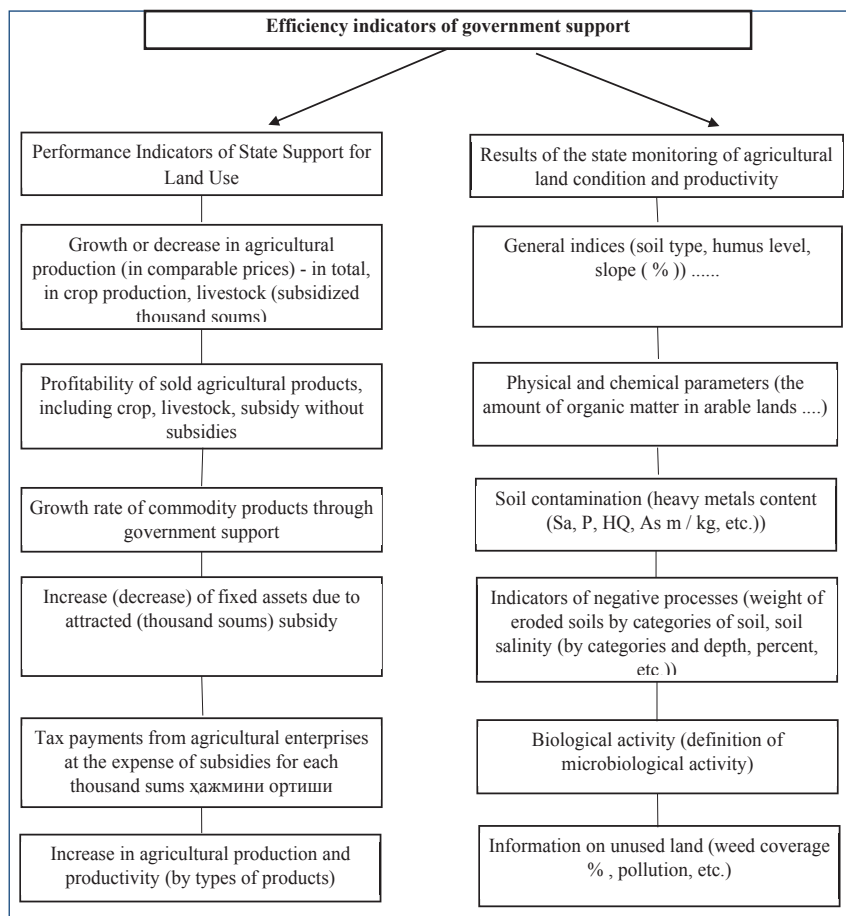 Efficiency indicators of government support
Performance Indicators of State Support for
Land Use
Growth or decrease in agricultural
production (in comparable prices) - in total,
in crop production, livestock (subsidized
thousand soums)
Profitability of sold agricultural products,
including crop, livestock, subsidy without
subsidies
Growth rate of commodity products through
government support
Increase (decrease) of fixed assets due to
attracted (thousand soums) subsidy
Tax payments from agricultural enterprises
at the expense of subsidies for each
thousand sums ҳажмини ортиши
Increase in agricultural production and
productivity (by types of products)
Results of the state monitoring of agricultural
land condition and productivity
General indices (soil type, humus level,
slope ( % )) ......
Physical and chemical parameters (the
amount of organic matter in arable lands ....)
Soil contamination (heavy metals content
(Sa, P, HQ, As m / kg, etc.))
Indicators of negative processes (weight of
eroded soils by categories of soil, soil
salinity (by categories and depth, percent,
etc.))
Biological activity (definition of
microbiological activity)
Information on unused land (weed coverage
% , pollution, etc.)